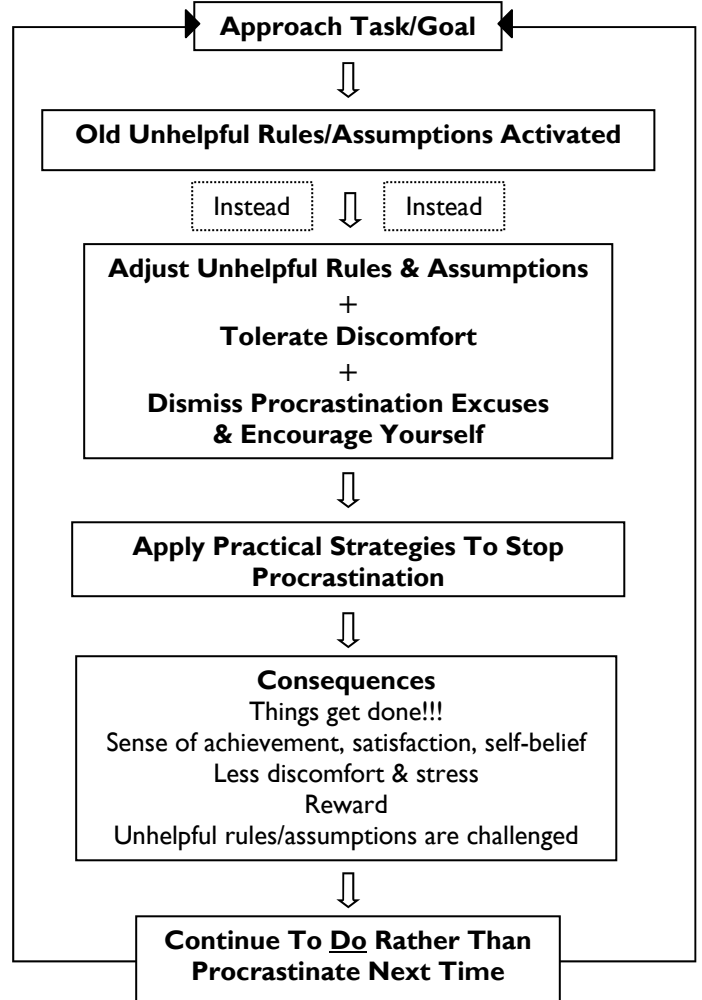 Approach Task/Goal
Old Unhelpful Rules/Assumptions Activated
Instead
Instead
Adjust Unhelpful Rules & Assumptions
+
Tolerate Discomfort
+
Dismiss Procrastination Excuses
& Encourage Yourself
Apply Practical Strategies To Stop
Procrastination
Consequences
Things get done!!!
Sense of achievement, satisfaction, self-belief
Less discomfort & stress
Reward
Unhelpful rules/assumptions are challenged
Continue To Do Rather Than
Procrastinate Next Time